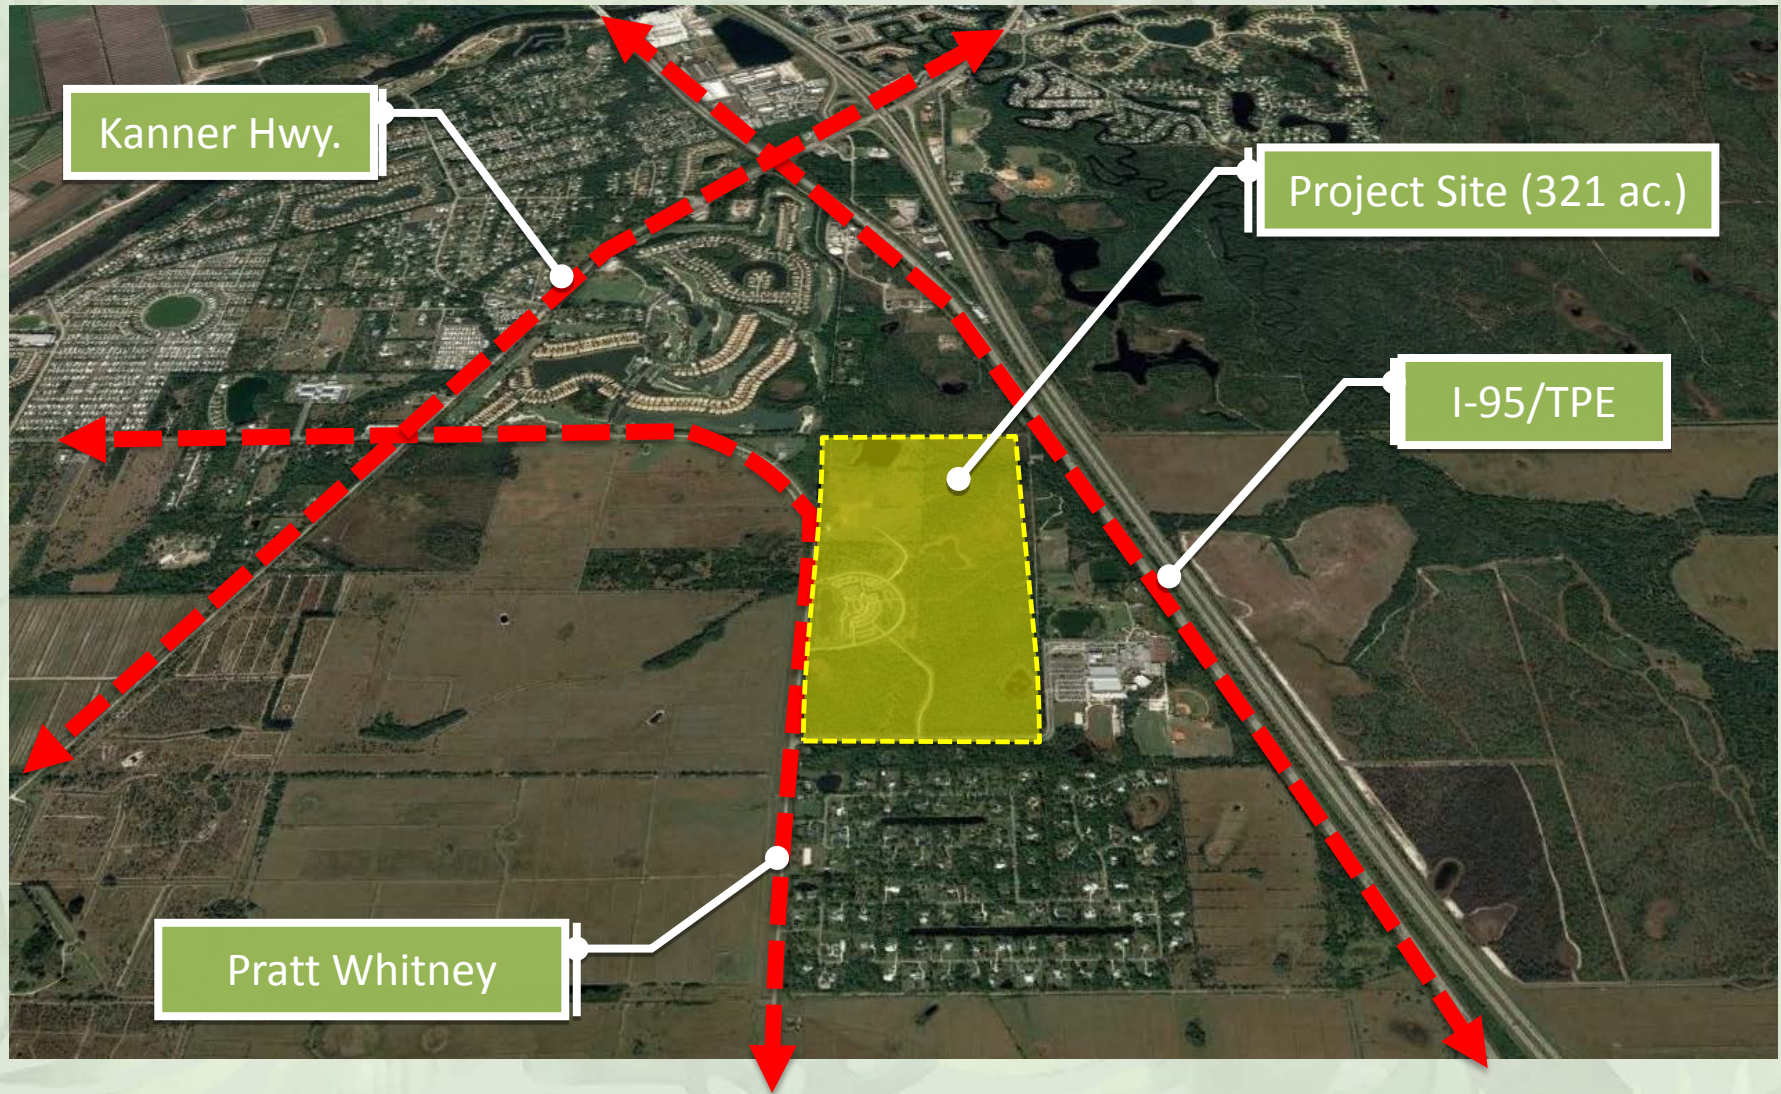 Kanner Hwy.
Project Site (321 ac.)
I-95/TPE
Pratt Whitney